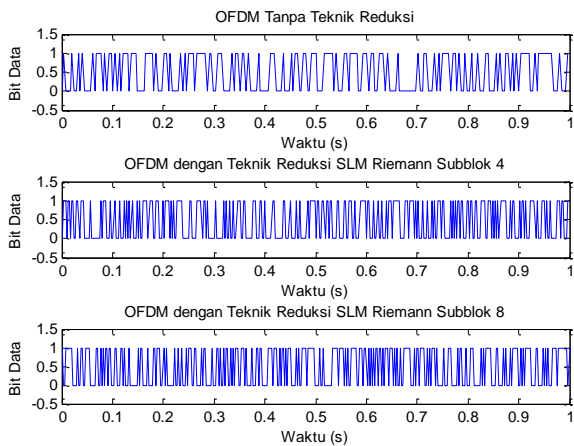 OFDM Tanpa Teknik Reduksi
1.5
1
0.5
0
-0.5
Bit Data
0 0.1 0.2 0.3 0.4 0.5 0.6 0.7 0.8 0.9 1
Waktu (s)
OFDM dengan Teknik Reduksi SLM Riemann Subblok 4
1.5
1
0.5
0
-0.5
Bit Data
0 0.1 0.2 0.3 0.4 0.5 0.6 0.7 0.8 0.9 1
Waktu (s)
OFDM dengan Teknik Reduksi SLM Riemann Subblok 8
1.5
1
0.5
0
-0.5
Bit Data
0 0.1 0.2 0.3 0.4 0.5 0.6 0.7 0.8 0.9 1
Waktu (s)